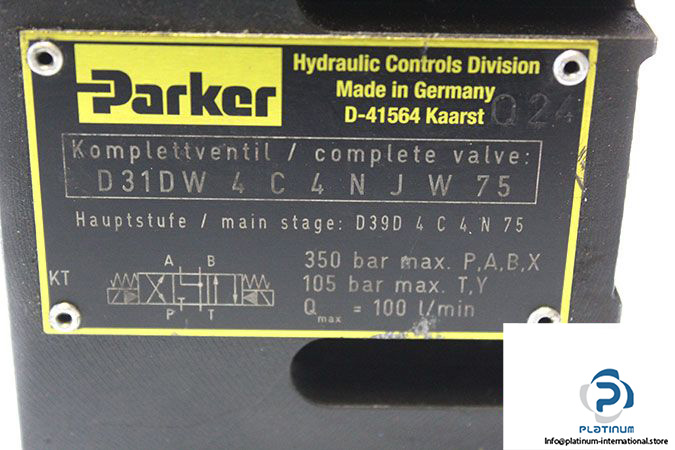 Parker
Hydraulic Controls Division
Made in Germany
D-41564 Kaarst
Q24
Komplettventil / complete valve:
D31DW 4 C 4 N J W 75
Hauptstufe / main stage: D39D 4 C 4 N 75
350 bar max. P,A,B,X
105 bar max. T,Y
Qmax = 100 l/min
KT
A B
P T
T
P
PLATINUM
Info@platinum-international.store